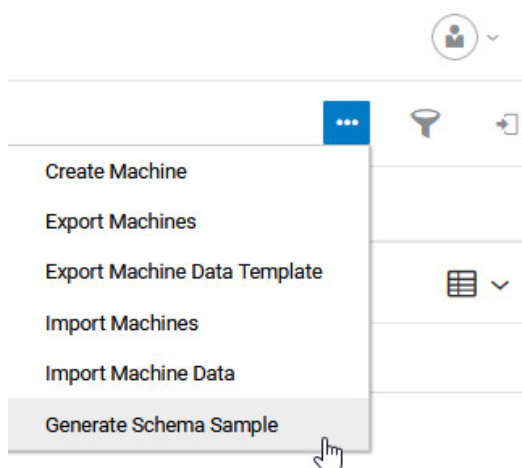 Create Machine
Export Machines
Export Machine Data Template
Import Machines
Import Machine Data
Generate Schema Sample